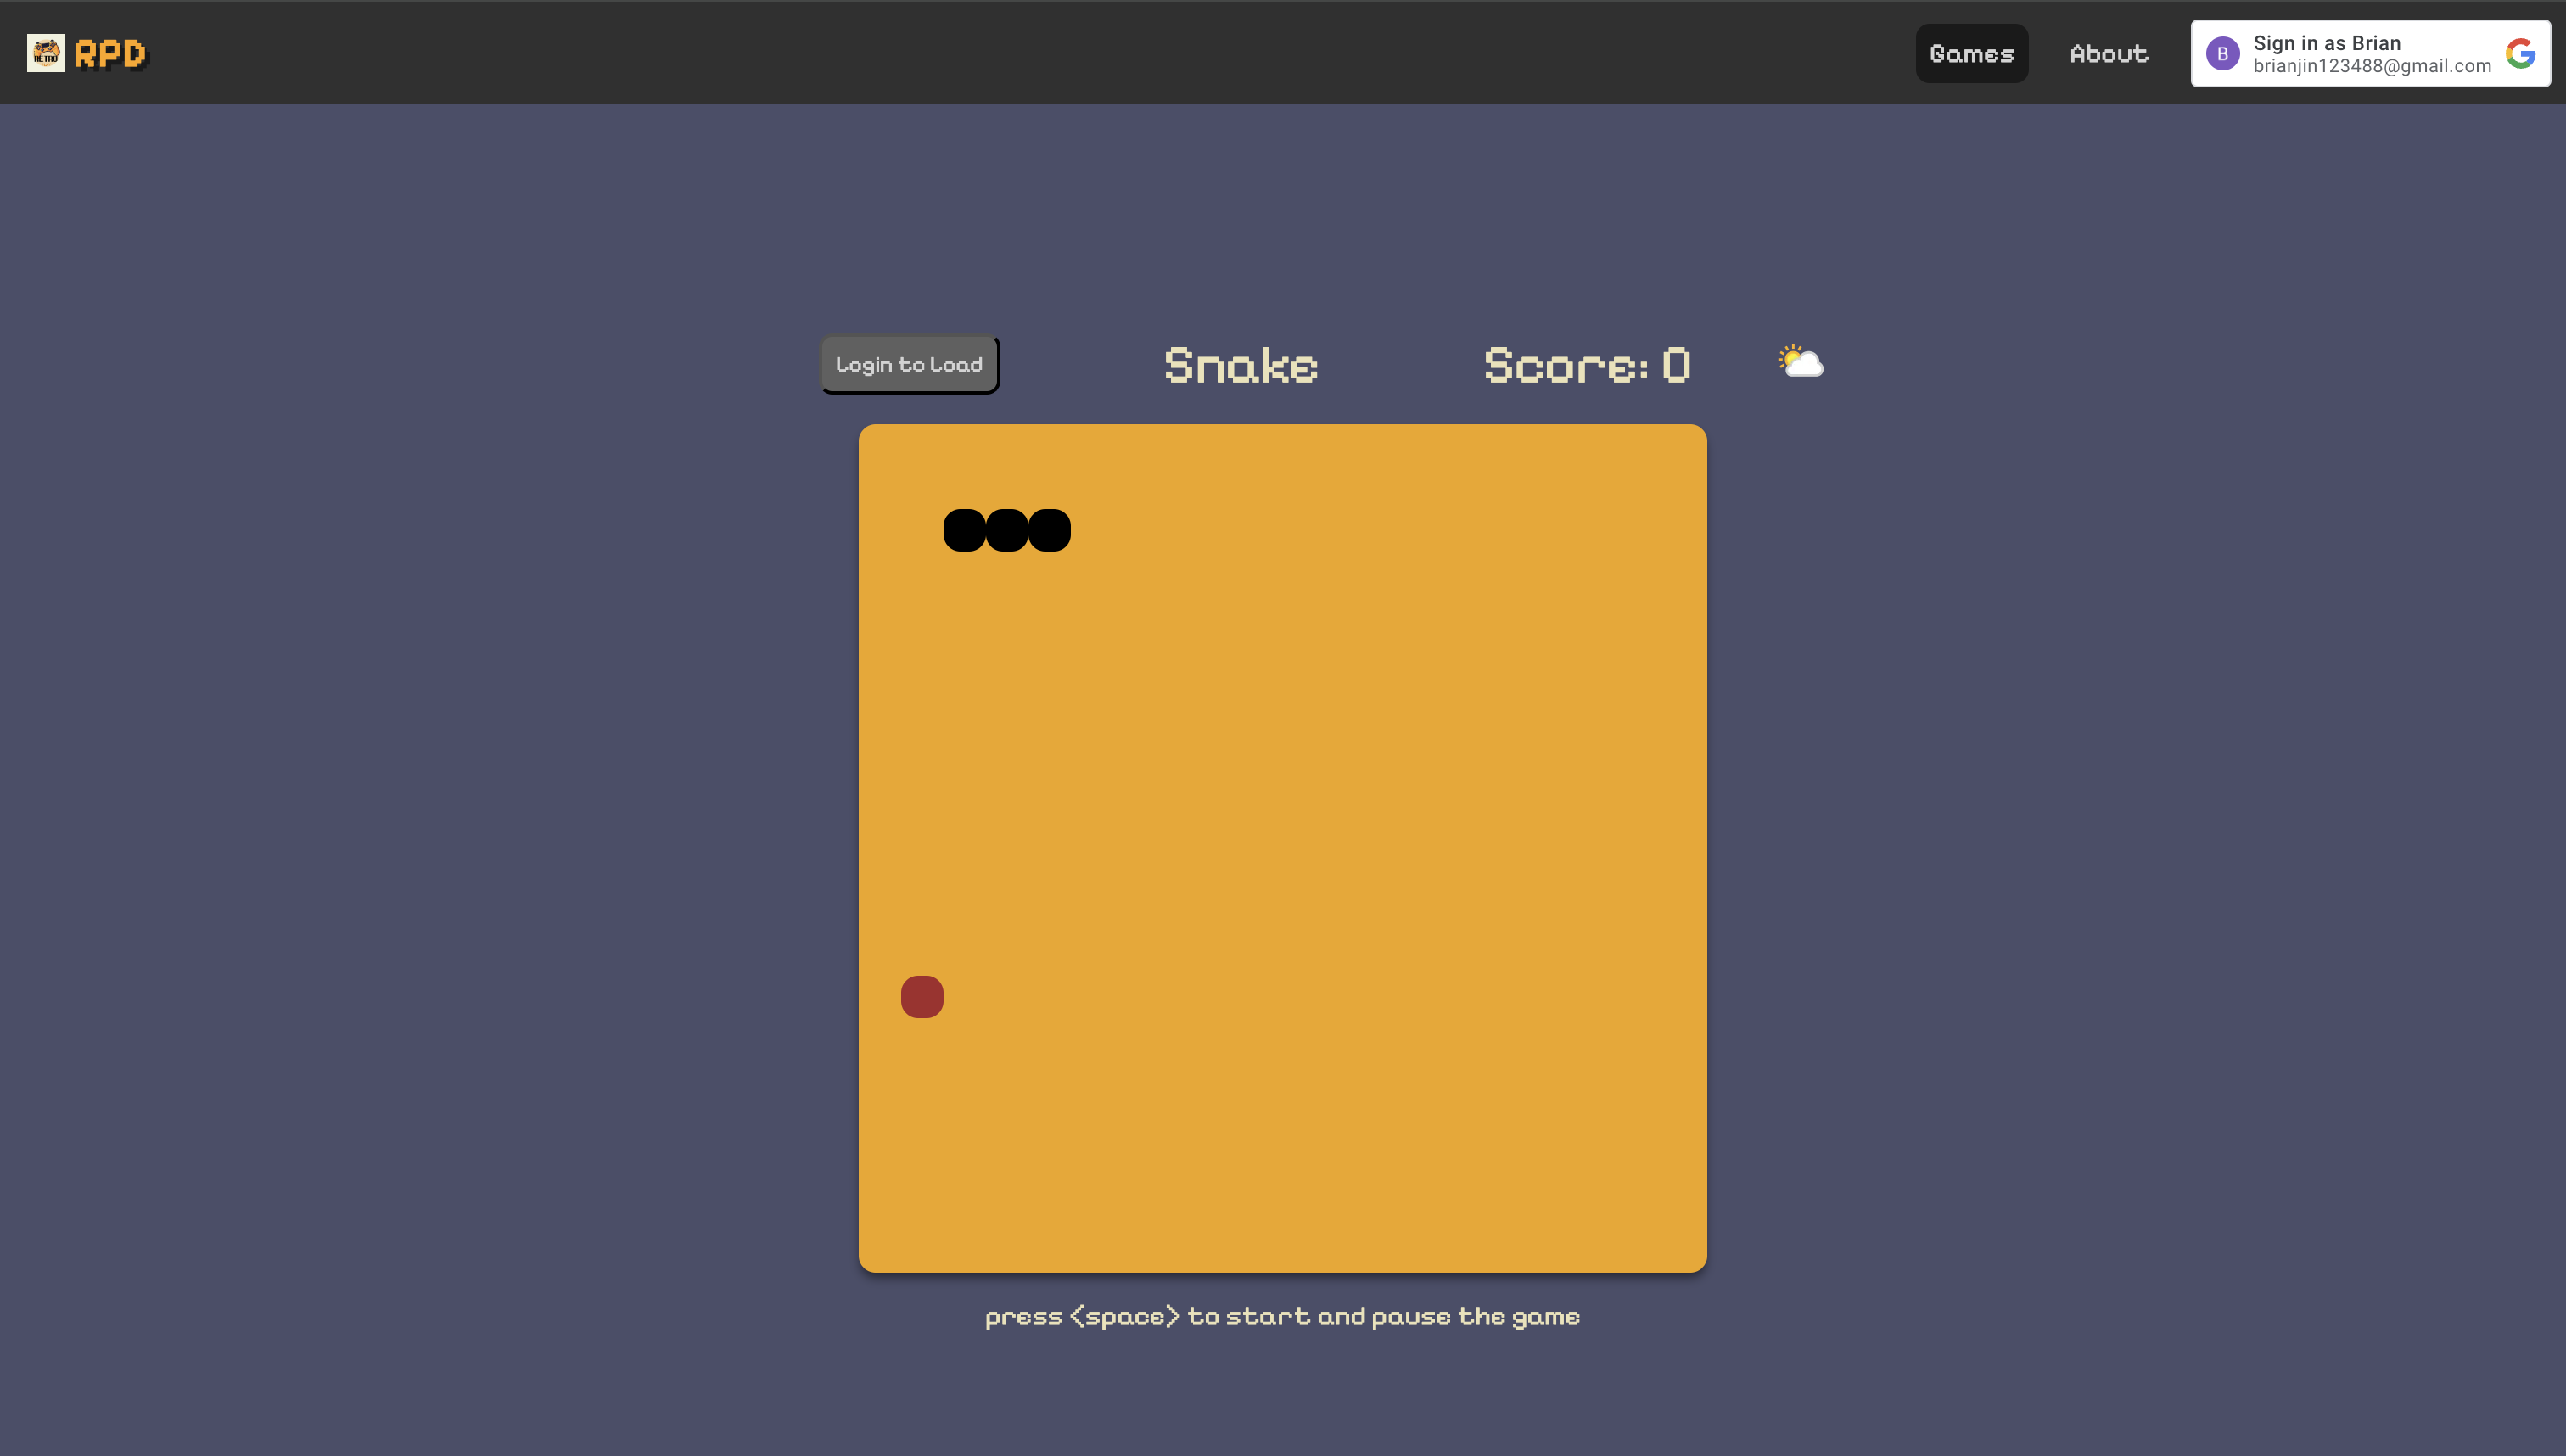 RETRO
RPD
Games
About
B
Sign in as Brian
brianjin123488@gmail.com
Login to Load
Snake
Score: 0
press <space> to start and pause the game